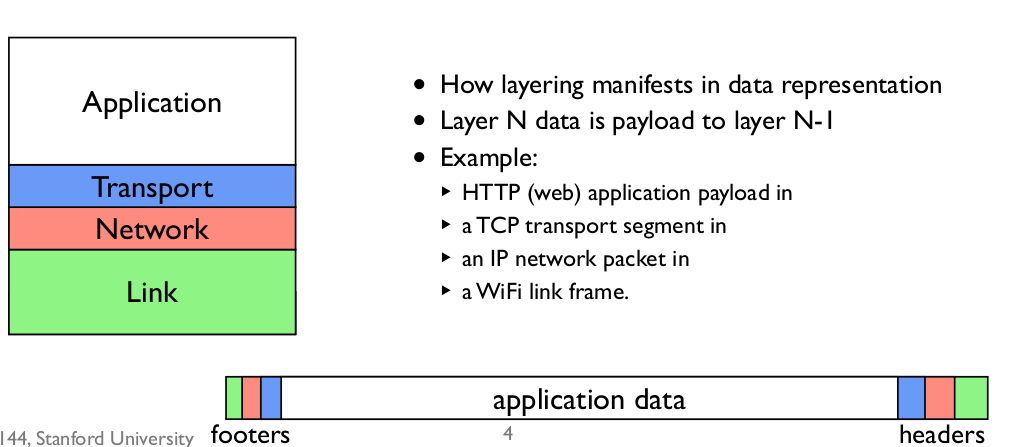 Application
Transport
Network
Link
• How layering manifests in data representation
• Layer N data is payload to layer N-1
• Example:
‣ HTTP (web) application payload in
‣ a TCP transport segment in
‣ an IP network packet in
‣ a WiFi link frame.
application data
footers
headers
144, Stanford University
4